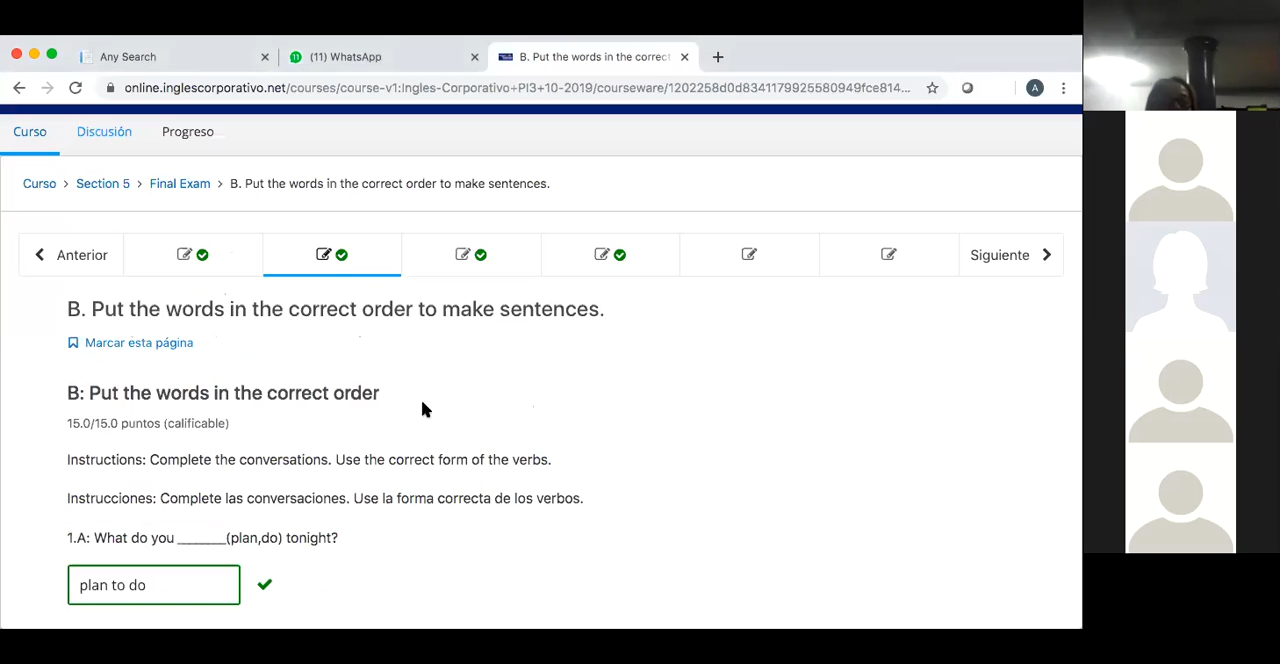 Any Search
(11) WhatsApp
B. Put the words in the correct
online.inglescorporativo.net/courses/course-v1:Ingles-Corporativo+PI3+10-2019/courseware/1202258d0d8341179925580949fce814...
A
Curso Discusión Progreso
Curso > Section 5 > Final Exam > B. Put the words in the correct order to make sentences.
Anterior
Siguiente
B. Put the words in the correct order to make sentences.
Marcar esta página
B: Put the words in the correct order
15.0/15.0 puntos (calificable)
Instructions: Complete the conversations. Use the correct form of the verbs.
Instrucciones: Complete las conversaciones. Use la forma correcta de los verbos.
1.A: What do you _______(plan,do) tonight?
plan to do